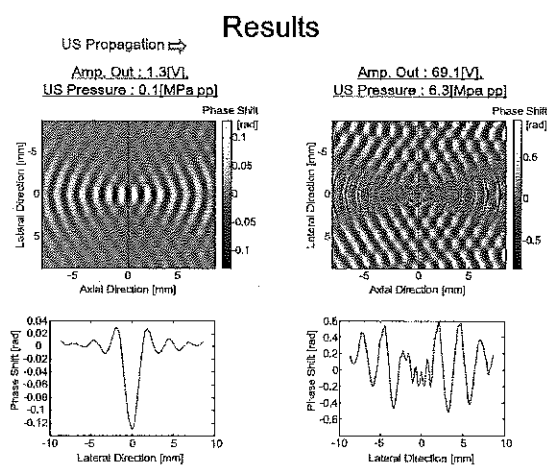 Results
US Propagation ⇨
Amp. Out : 1.3[V],
US Pressure : 0.1[MPa pp]
Phase Shift
[rad]
0.1
0.05
0
-0.05
-0.1
Lateral Direction [mm]
-5
0
5
-5
0
5
Axial Direction [mm]
Amp. Out : 69.1[V],
US Pressure : 6.3[Mpa pp]
Phase Shift
[rad]
0.5
0
-0.5
Lateral Direction [mm]
-5
0
5
-5
0
5
Axial Direction [mm]
Phase Shift [rad]
0.04
0.02
0
-0.02
-0.04
-0.06
-0.08
-0.1
-0.12
-10
-5
0
5
10
Lateral Direction [mm]
Phase Shift [rad]
0.6
0.4
0.2
0
-0.2
-0.4
-0.6
-10
-5
0
5
10
Lateral Direction [mm]